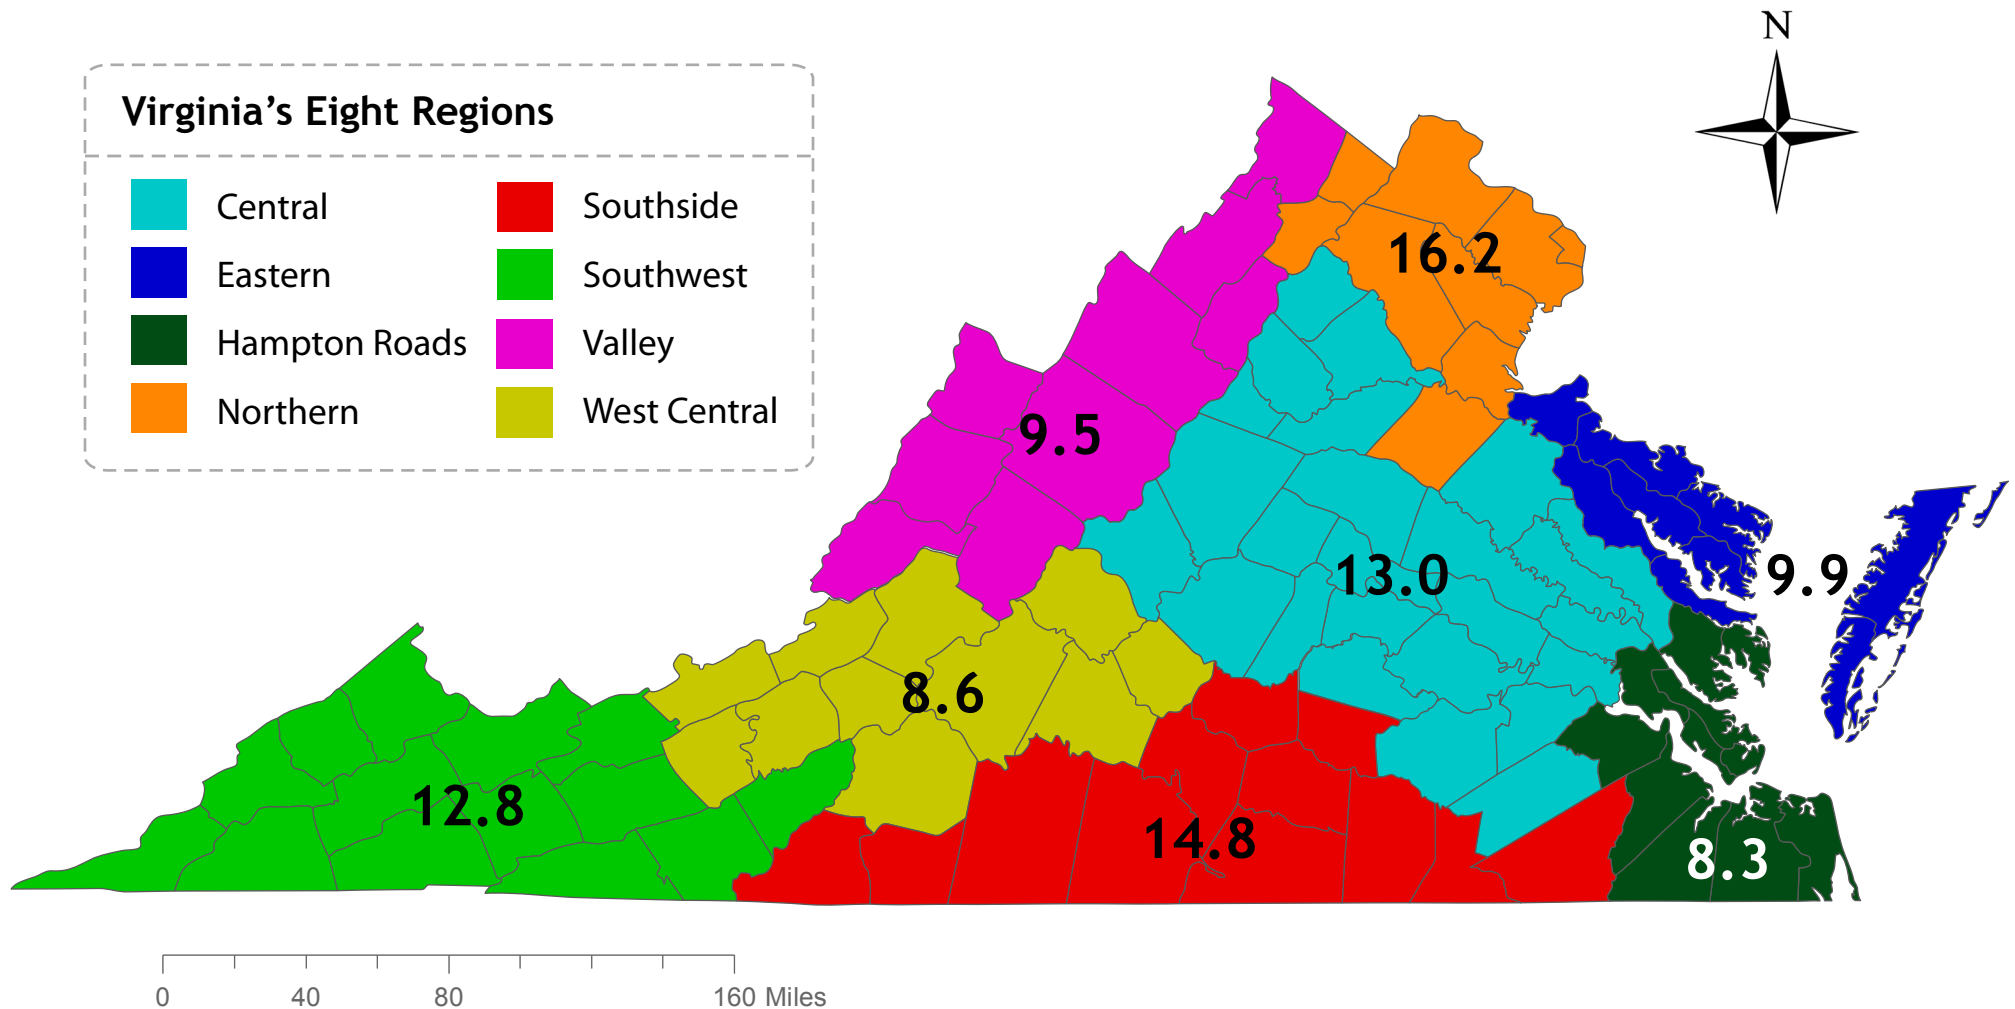 N
Virginia’s Eight Regions
Central
Southside
Eastern
Southwest
Hampton Roads
Valley
Northern
West Central
16.2
9.5
13.0
9.9
8.6
12.8
14.8
8.3
0 40 80 160 Miles